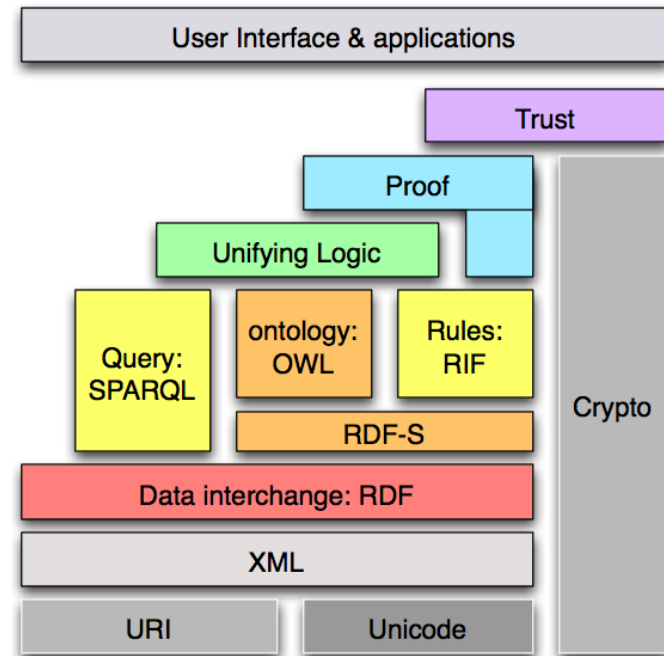 User Interface & applications
Trust
Proof
Unifying Logic
Query:
SPARQL
ontology:
OWL
Rules:
RIF
Crypto
RDF-S
Data interchange: RDF
XML
URI
Unicode